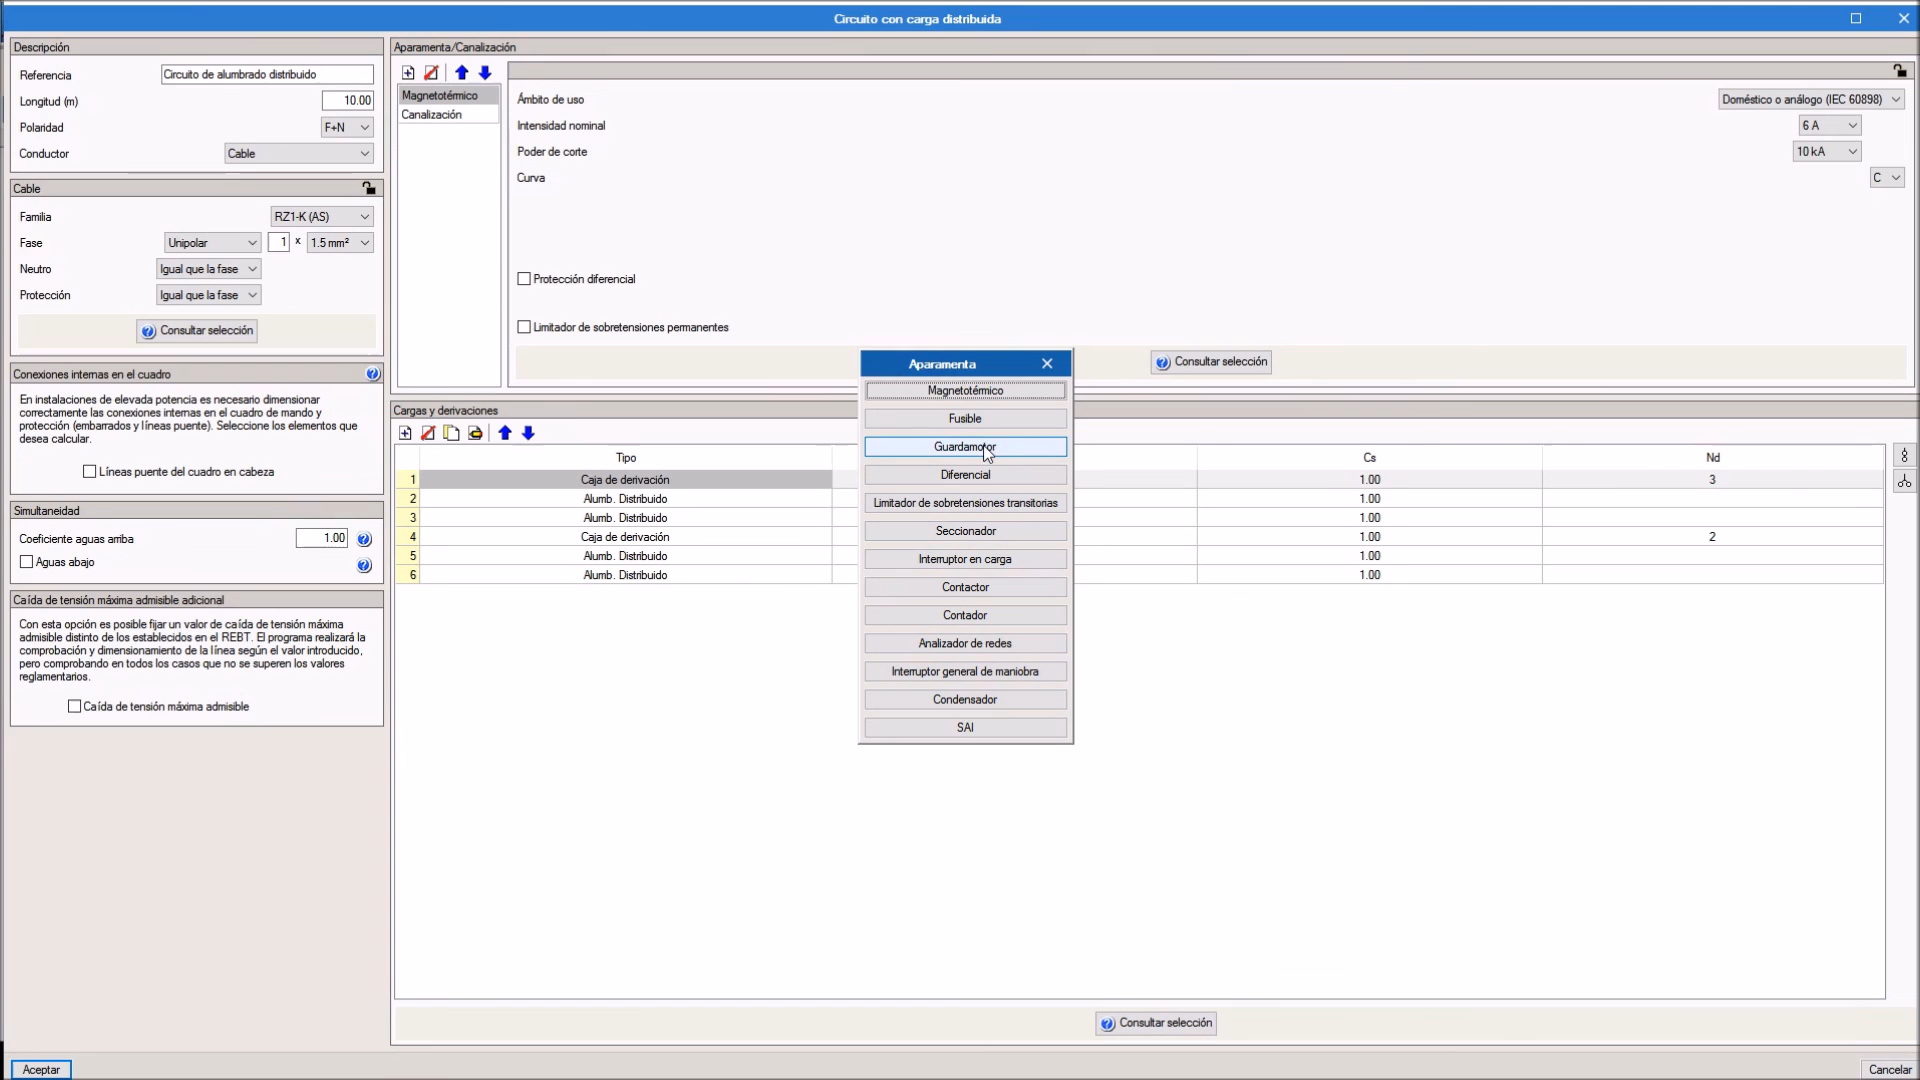 Circuito con carga distribuida
Descripción
Referencia
Circuito de alumbrado distribuido
Longitud (m)
10.00
Polaridad
F+N
Conductor
Cable
Cable
Familia
RZ1-K (AS)
Fase
Unipolar
1
x
1.5 mm²
Neutro
Igual que la fase
Protección
Igual que la fase
Consultar selección
Conexiones internas en el cuadro
En instalaciones de elevada potencia es necesario dimensionar
correctamente las conexiones internas en el cuadro de mando y
protección (embarrados y líneas puente). Seleccione los elementos que
desea calcular.
Líneas puente del cuadro en cabeza
Simultaneidad
Coeficiente aguas arriba
1.00
Aguas abajo
Caída de tensión máxima admisible adicional
Con esta opción es posible fijar un valor de caída de tensión máxima
admisible distinto de los establecidos en el REBT. El programa realizará la
comprobación y dimensionamiento de la línea según el valor introducido,
pero comprobando en todos los casos que no se superen los valores
reglamentarios.
Caída de tensión máxima admisible
Aparamenta/Canalización
Magnetotérmico
Canalización
Ámbito de uso
Doméstico o análogo (IEC 60898)
Intensidad nominal
6 A
Poder de corte
10 kA
Curva
C
Protección diferencial
Limitador de sobretensiones permanentes
Consultar selección
Aparamenta
Magnetotérmico
Fusible
Guardamotor
Diferencial
Limitador de sobretensiones transitorias
Seccionador
Interruptor en carga
Contactor
Contador
Analizador de redes
Interruptor general de maniobra
Condensador
SAI
Cargas y derivaciones
Tipo Cs Nd
1 Caja de derivación 1.00 3
2 Alumb. Distribuido 1.00
3 Alumb. Distribuido 1.00
4 Caja de derivación 1.00 2
5 Alumb. Distribuido 1.00
6 Alumb. Distribuido 1.00
Consultar selección
Aceptar
Cancelar